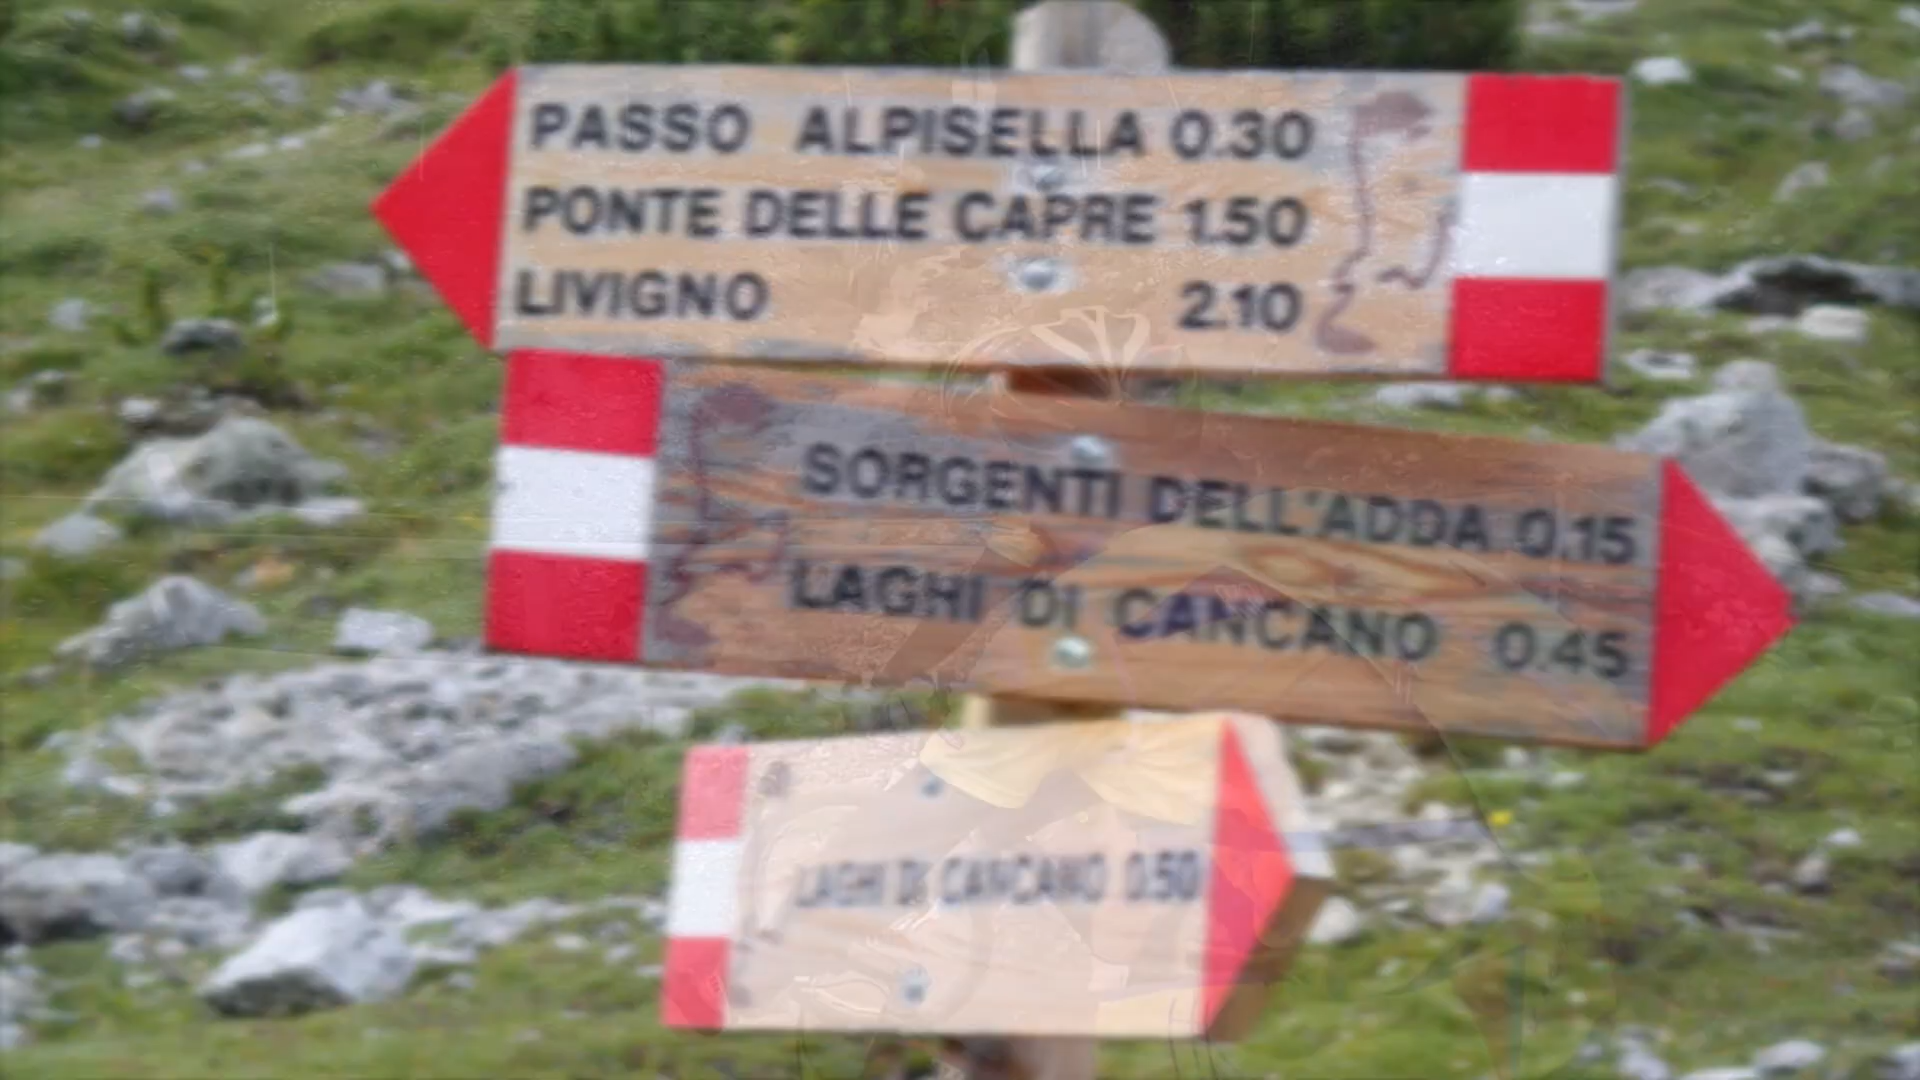 PASSO ALPISELLA 0.30
PONTE DELLE CAPRE 1.50
LIVIGNO 2.10
SORGENTI DELL'ADDA 0.15
LAGHI DI CANCANO 0.45
LAGHI DI CANCANO 0.50